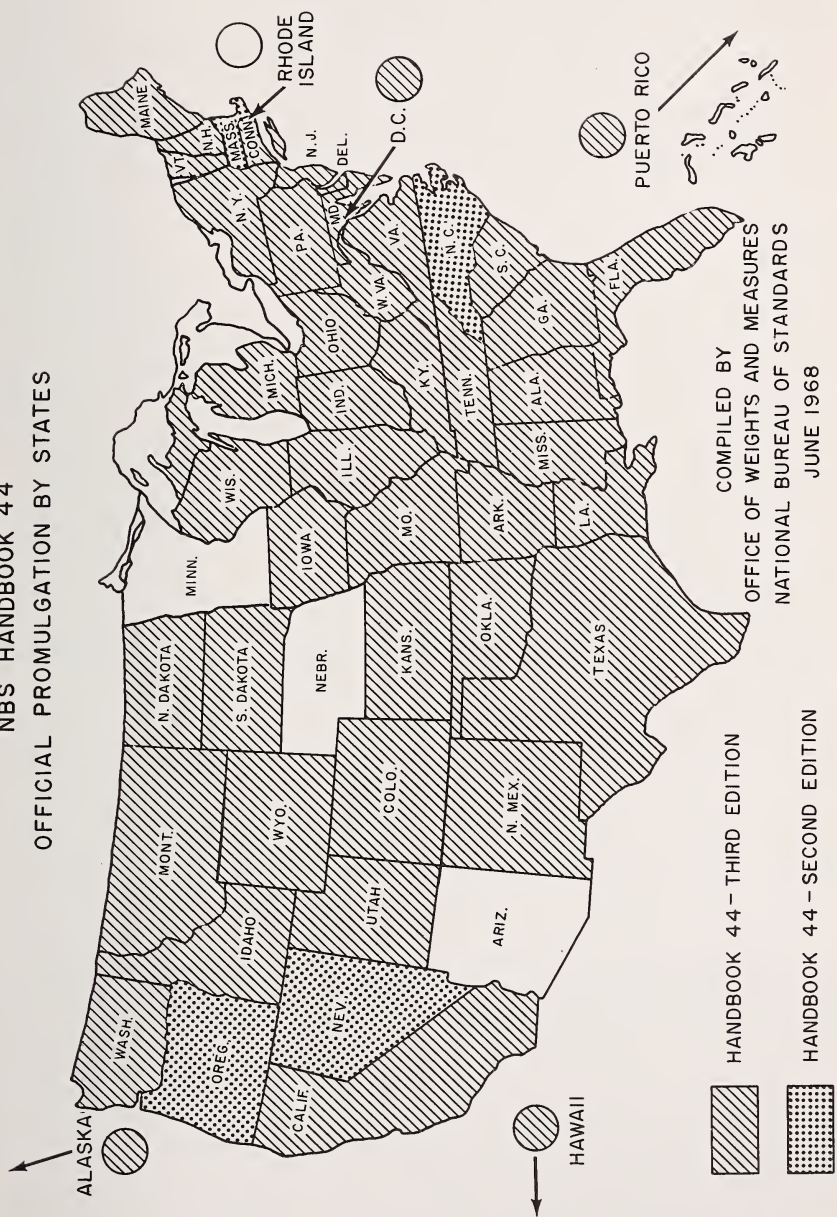 NBS HANDBOOK 44
OFFICIAL PROMULGATION BY STATES
ALASKA
WASH.
OREG.
CALIF.
NEV.
IDAHO
MONT.
WYO.
UTAH
ARIZ.
COLO.
N. MEX.
N. DAKOTA
S. DAKOTA
NEBR.
KANS.
OKLA.
TEXAS
MINN.
IOWA
MO.
ARK.
LA.
WIS.
ILL.
MICH.
IND.
OHIO
KY.
TENN.
MISS.
ALA.
GA.
FLA.
S. C.
N. C.
VA.
W. VA.
MD.
PA.
N. Y.
N. J.
DEL.
D. C.
VT.
N. H.
MAINE
MASS.
CONN.
RHODE
ISLAND
PUERTO RICO
HAWAII
HANDBOOK 44 – THIRD EDITION
HANDBOOK 44 – SECOND EDITION
COMPILED BY
OFFICE OF WEIGHTS AND MEASURES
NATIONAL BUREAU OF STANDARDS
JUNE 1968